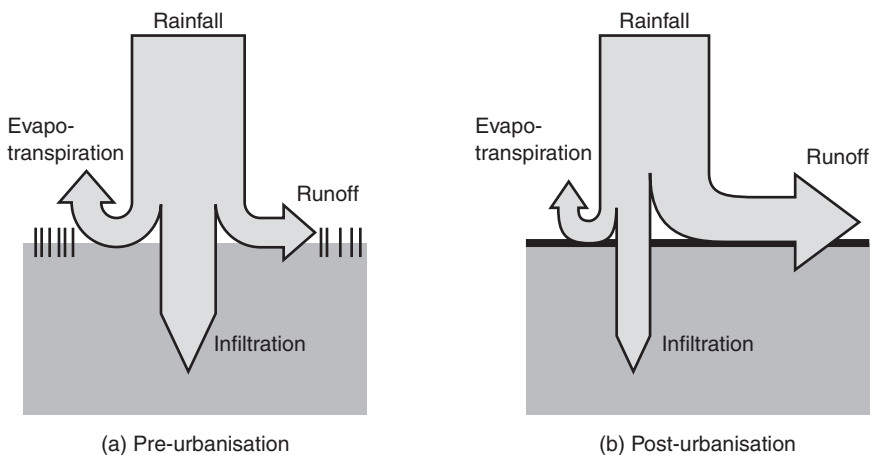 Rainfall
Evapo-
transpiration
Runoff
Infiltration
(a) Pre-urbanisation
Rainfall
Evapo-
transpiration
Runoff
Infiltration
(b) Post-urbanisation